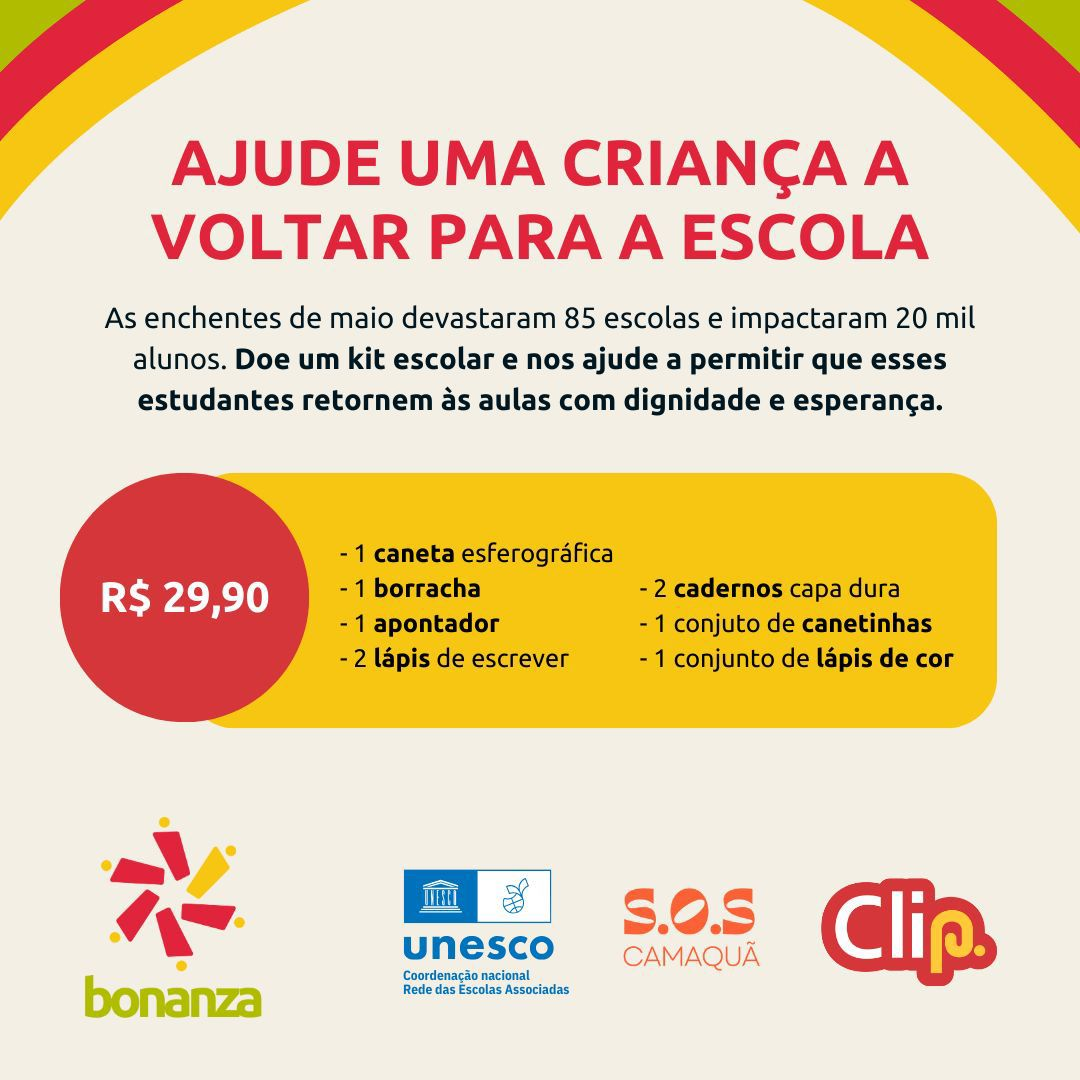 AJUDE UMA CRIANÇA A
VOLTAR PARA A ESCOLA
As enchentes de maio devastaram 85 escolas e impactaram 20 mil
alunos. Doe um kit escolar e nos ajude a permitir que esses
estudantes retornem às aulas com dignidade e esperança.
R$ 29,90
- 1 caneta esferográfica
- 1 borracha
- 1 apontador
- 2 lápis de escrever
- 2 cadernos capa dura
- 1 conjuto de canetinhas
- 1 conjunto de lápis de cor
bonanza
UNESCO
unesco
Coordenação nacional
Rede das Escolas Associadas
S.O.S
CAMAQUÃ
Clip.